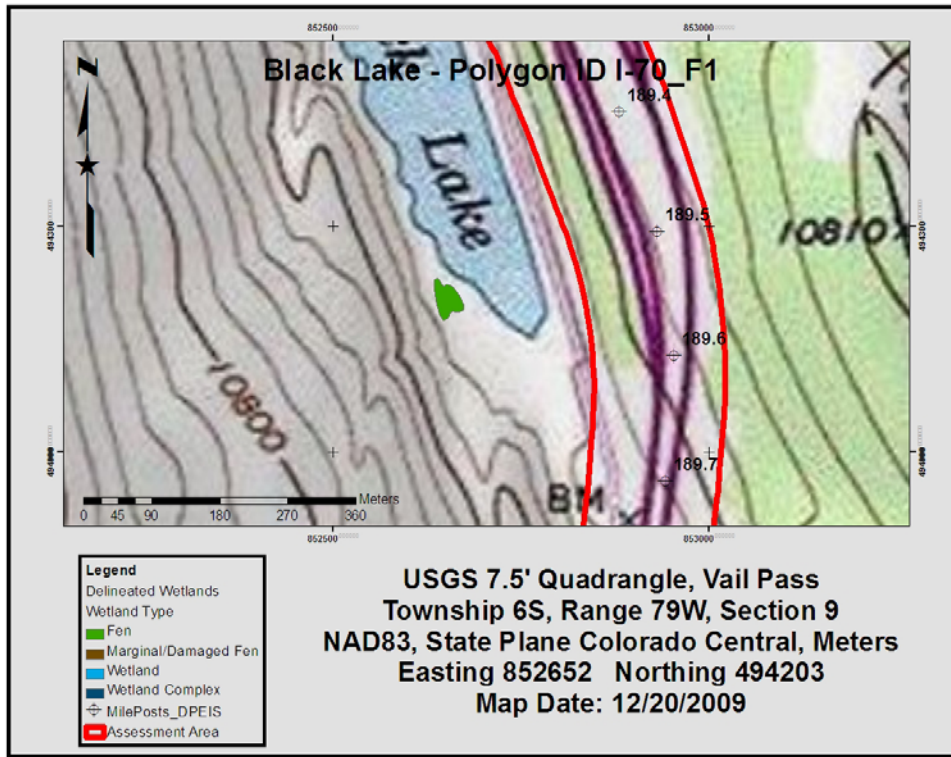 852500
853000
Black Lake - Polygon ID I-70_F1
N
189.4
Lake
189.5
494300
10810X
189.6
10800
189.7
Meters
BM
X
0 45 90 180 270 360
852500
853000
Legend
Delineated Wetlands
Wetland Type
Fen
Marginal/Damaged Fen
Wetland
Wetland Complex
MilePosts_DPEIS
Assessment Area
USGS 7.5' Quadrangle, Vail Pass
Township 6S, Range 79W, Section 9
NAD83, State Plane Colorado Central, Meters
Easting 852652 Northing 494203
Map Date: 12/20/2009